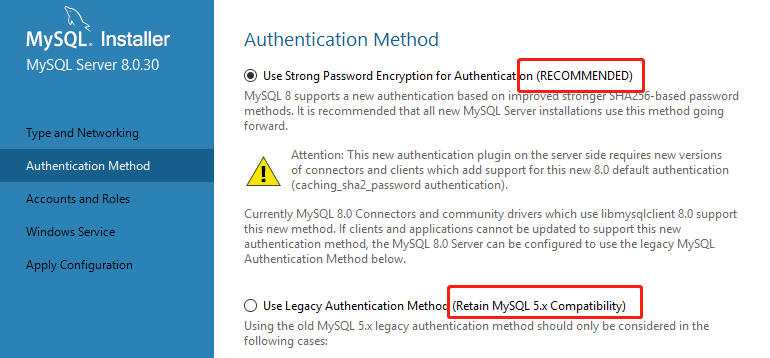 MySQL. Installer
MySQL Server 8.0.30
Type and Networking
Authentication Method
Accounts and Roles
Windows Service
Apply Configuration
Authentication Method
Use Strong Password Encryption for Authentication (RECOMMENDED)
MySQL 8 supports a new authentication based on improved stronger SHA256-based password
methods. It is recommended that all new MySQL Server installations use this method going
forward.
Attention: This new authentication plugin on the server side requires new versions
of connectors and clients which add support for this new 8.0 default authentication
(caching_sha2_password authentication).
Currently MySQL 8.0 Connectors and community drivers which use libmysqlclient 8.0 support
this new method. If clients and applications cannot be updated to support this new
authentication method, the MySQL 8.0 Server can be configured to use the legacy MySQL
Authentication Method below.
Use Legacy Authentication Method (Retain MySQL 5.x Compatibility)
Using the old MySQL 5.x legacy authentication method should only be considered in the
following cases: